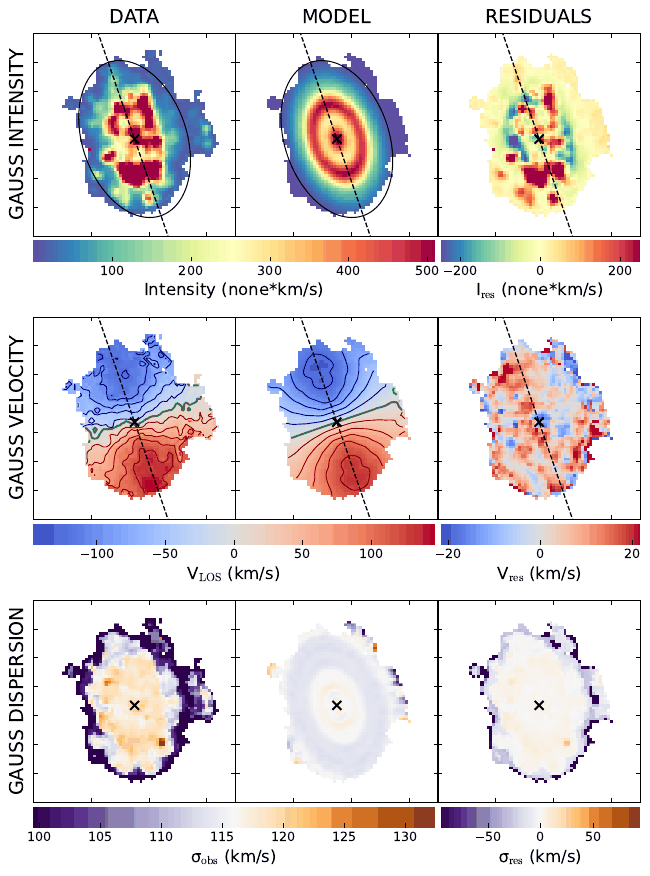 DATA MODEL RESIDUALS
GAUSS INTENSITY
100 200 300 400 500 −200 0 200
Intensity (none*km/s) I_res (none*km/s)
GAUSS VELOCITY
−100 −50 0 50 100 −20 0 20
V_LOS (km/s) V_res (km/s)
GAUSS DISPERSION
100 105 110 115 120 125 130 −50 0 50
σ_obs (km/s) σ_res (km/s)